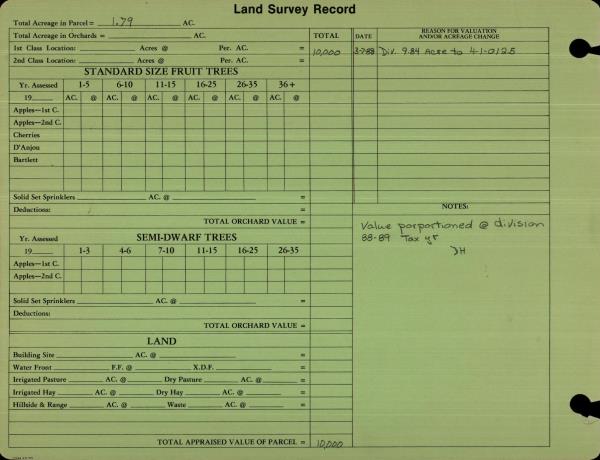 Land Survey Record
Total Acreage in Parcel = 1.79 AC.
Total Acreage in Orchards = AC.
TOTAL
DATE
REASON FOR VALUATION
AND/OR ACREAGE CHANGE
1st Class Location: Acres @ Per. AC. = 10,000
3-7-88 Div. 9.84 Acre to 4-1-0125
2nd Class Location: Acres @ Per. AC. =
STANDARD SIZE FRUIT TREES
Yr. Assessed 1-5 6-10 11-15 16-25 26-35 36+
19 AC. @ AC. @ AC. @ AC. @ AC. @ AC. @
Apples—1st C.
Apples—2nd C.
Cherries
D'Anjou
Bartlett
Solid Set Sprinklers AC. @ =
Deductions: =
TOTAL ORCHARD VALUE =
NOTES:
Value porportioned @ division
88-89 Tax yr
JH
SEMI-DWARF TREES
Yr. Assessed
19 1-3 4-6 7-10 11-15 16-25 26-35
Apples—1st C.
Apples—2nd C.
Solid Set Sprinklers AC. @ =
Deductions:
TOTAL ORCHARD VALUE =
LAND
Building Site AC. @ =
Water Front F.F. @ X.D.F. =
Irrigated Pasture AC. @ Dry Pasture AC. @ =
Irrigated Hay AC. @ Dry Hay AC. @ =
Hillside & Range AC. @ Waste AC. @ =
TOTAL APPRAISED VALUE OF PARCEL = 10,000